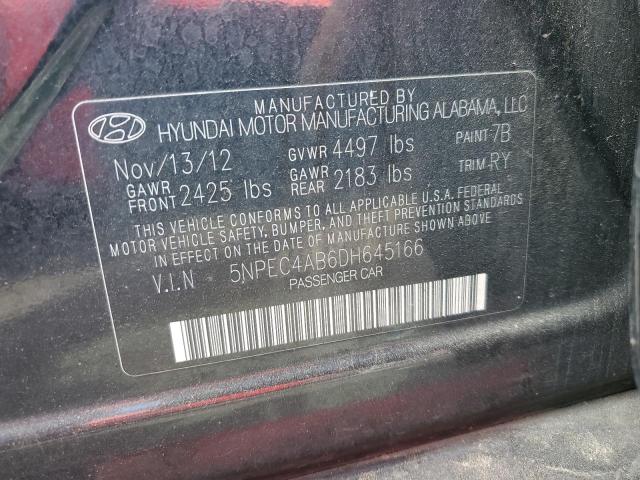 MANUFACTURED BY
HYUNDAI MOTOR MANUFACTURING ALABAMA, LLC
Nov/13/12 GVWR 4497 lbs PAINT 7B
GAWR FRONT 2425 lbs GAWR REAR 2183 lbs TRIM RY
THIS VEHICLE CONFORMS TO ALL APPLICABLE U.S.A. FEDERAL
MOTOR VEHICLE SAFETY, BUMPER, AND THEFT PREVENTION STANDARDS
IN EFFECT ON THE DATE OF MANUFACTURE SHOWN ABOVE
V.I.N 5NPEC4AB6DH645166
PASSENGER CAR